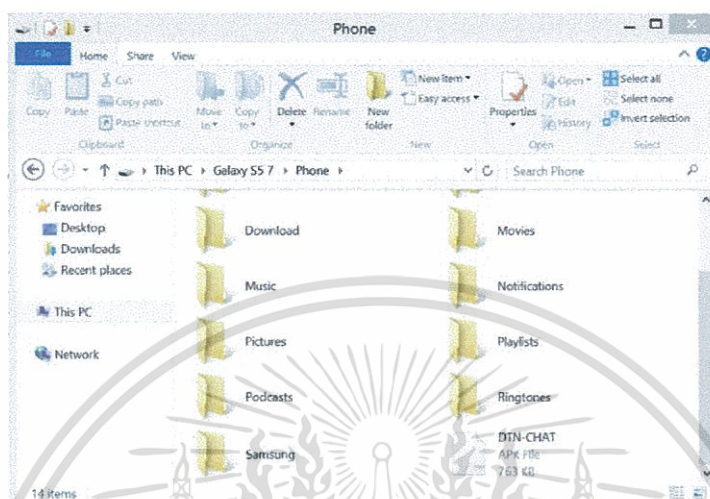 Phone
File Home Share View
Copy
Paste
Cut
Copy path
Paste shortcut
Move to
Copy to
Delete
Rename
New folder
New item
Easy access
Properties
Open
Edit
History
Select all
Select none
Invert selection
Clipboard Organize New Open Select
This PC Galaxy S5 7 Phone
Search Phone
Favorites
Desktop
Downloads
Recent places
This PC
Network
Download
Movies
Music
Notifications
Pictures
Playlists
Podcasts
Ringtones
Samsung
DTN-CHAT
APK File
763 KB
14 items